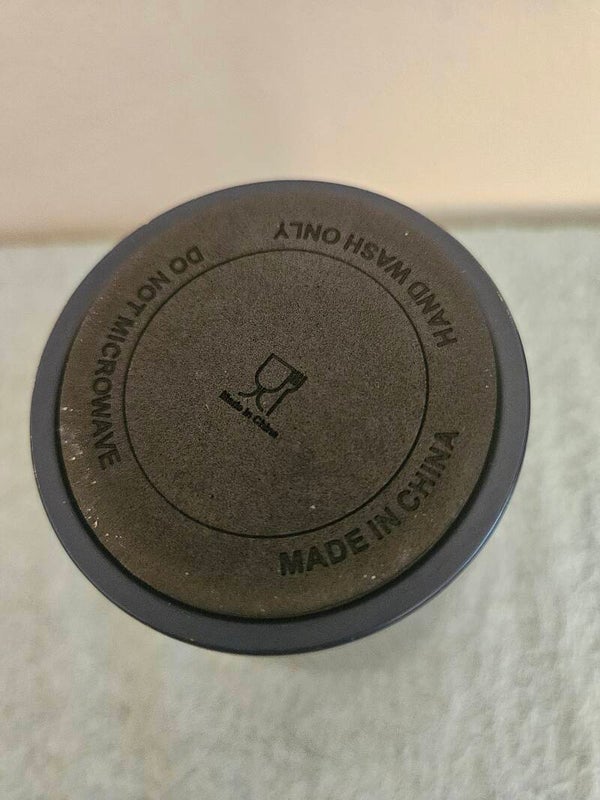 DO NOT MICROWAVE
HAND WASH ONLY
MADE IN CHINA
Made in China